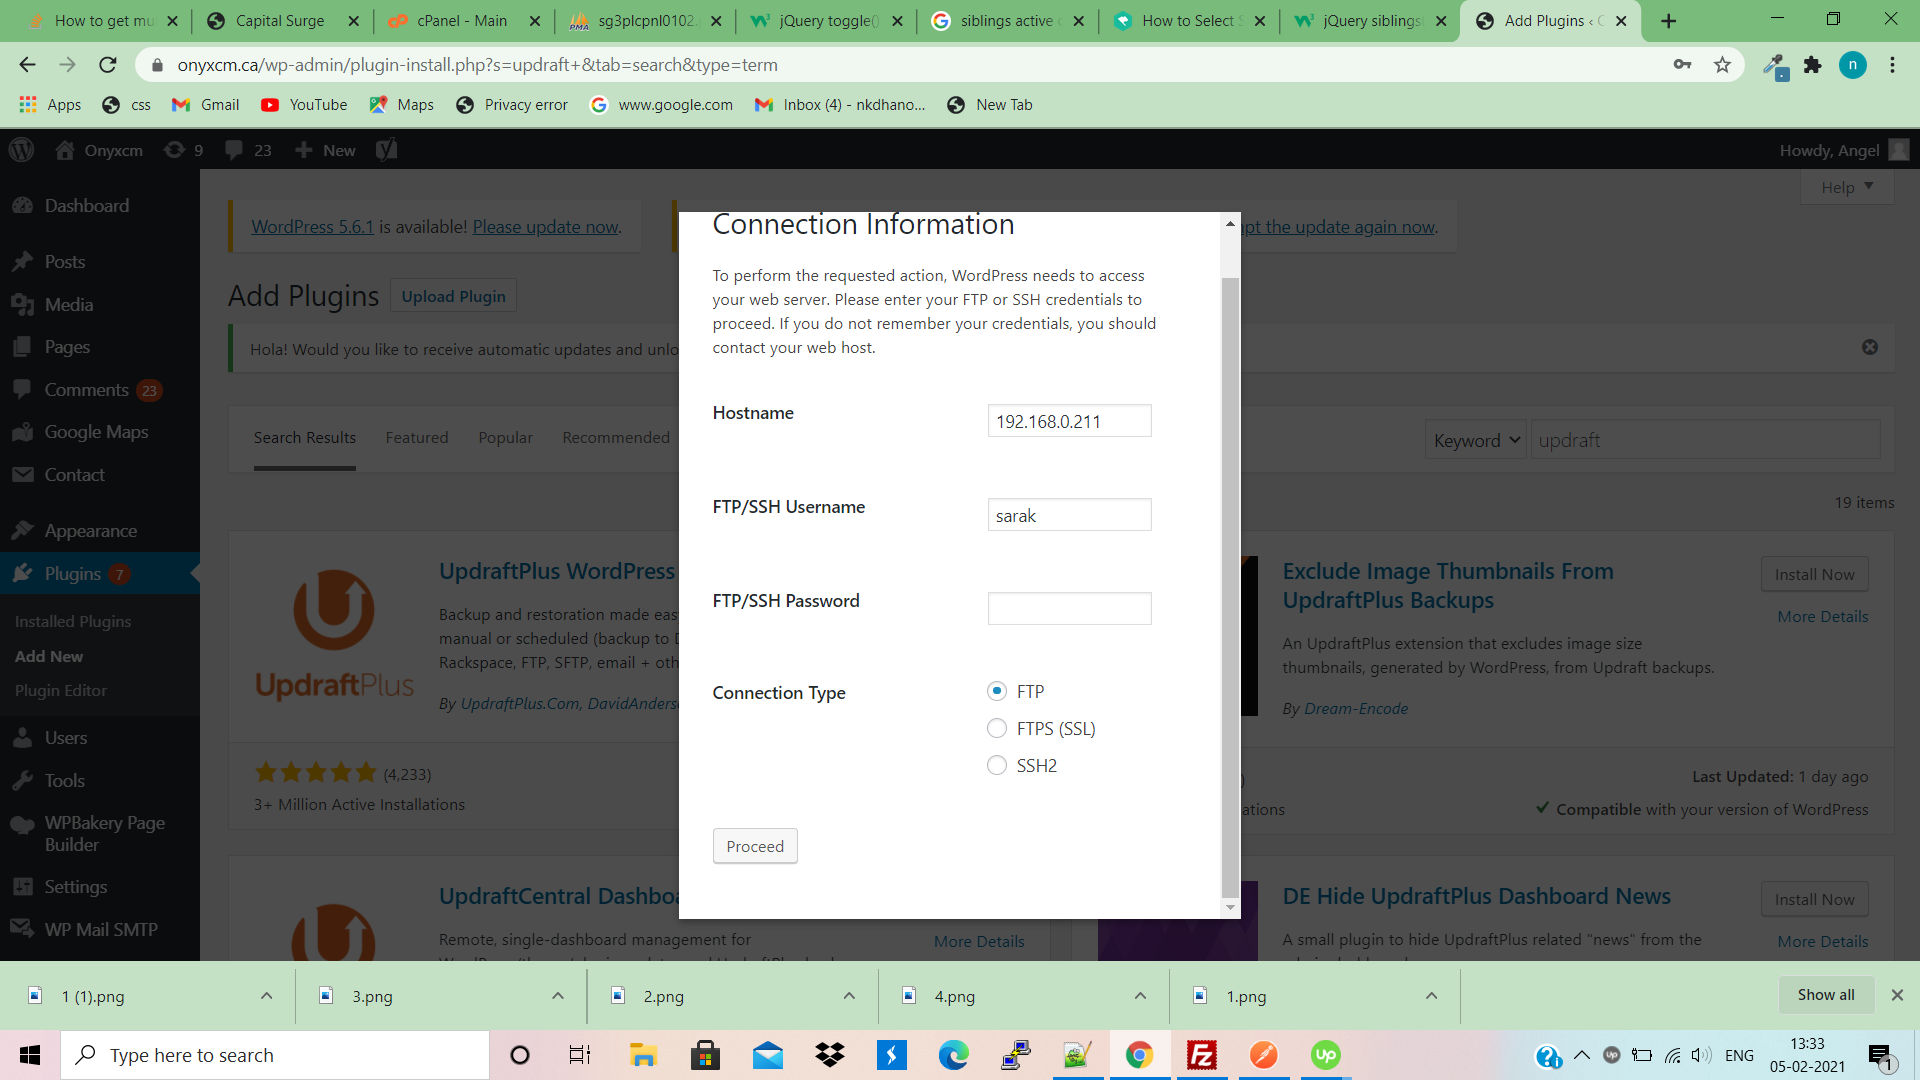 How to get mu
Capital Surge
cPanel - Main
sg3plcpnl0102.
jQuery toggle()
siblings active
How to Select S
jQuery siblings
Add Plugins ‹
onyxcm.ca/wp-admin/plugin-install.php?s=updraft+&tab=search&type=term
n
Apps
css
Gmail
YouTube
Maps
Privacy error
www.google.com
Inbox (4) - nkdhano...
New Tab
Onyxcm
9
23
New
Howdy, Angel
Help
Dashboard
Posts
Media
Pages
Comments 23
Google Maps
Contact
Appearance
Plugins 7
Installed Plugins
Add New
Plugin Editor
Users
Tools
WPBakery Page
Builder
Settings
WP Mail SMTP
WordPress 5.6.1 is available! Please update now.
pt the update again now.
Add Plugins
Upload Plugin
Hola! Would you like to receive automatic updates and unlo
Search Results
Featured
Popular
Recommended
Keyword
updraft
19 items
UpdraftPlus
UpdraftPlus WordPress
Backup and restoration made eas
manual or scheduled (backup to D
Rackspace, FTP, SFTP, email + oth
By UpdraftPlus.Com, DavidAnders
(4,233)
3+ Million Active Installations
Exclude Image Thumbnails From
UpdraftPlus Backups
Install Now
More Details
An UpdraftPlus extension that excludes image size
thumbnails, generated by WordPress, from Updraft backups.
By Dream-Encode
)
ations
Last Updated: 1 day ago
Compatible with your version of WordPress
UpdraftCentral Dashboa
Remote, single-dashboard management for
More Details
DE Hide UpdraftPlus Dashboard News
Install Now
A small plugin to hide UpdraftPlus related "news" from the
More Details
Connection Information
To perform the requested action, WordPress needs to access
your web server. Please enter your FTP or SSH credentials to
proceed. If you do not remember your credentials, you should
contact your web host.
Hostname
192.168.0.211
FTP/SSH Username
sarak
FTP/SSH Password
Connection Type
FTP
FTPS (SSL)
SSH2
Proceed
1 (1).png
3.png
2.png
4.png
1.png
Show all
Type here to search
ENG
13:33
05-02-2021
1